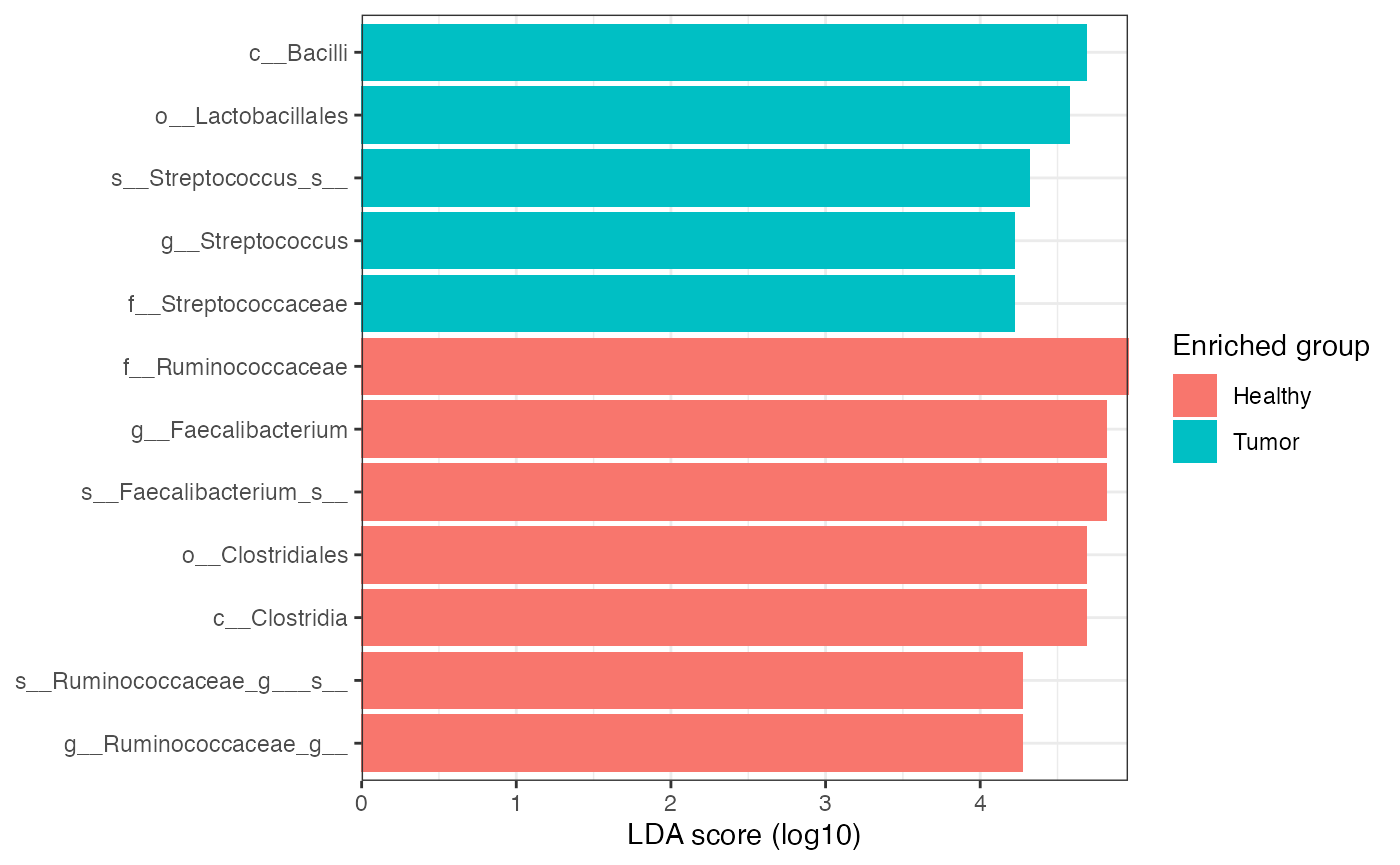 c__Bacilli
o__Lactobacillales
s__Streptococcus_s__
g__Streptococcus
f__Streptococcaceae
f__Ruminococcaceae
g__Faecalibacterium
s__Faecalibacterium_s__
o__Clostridiales
c__Clostridia
s__Ruminococcaceae_g___s__
g__Ruminococcaceae_g__
0 1 2 3 4
LDA score (log10)
Enriched group
Healthy
Tumor